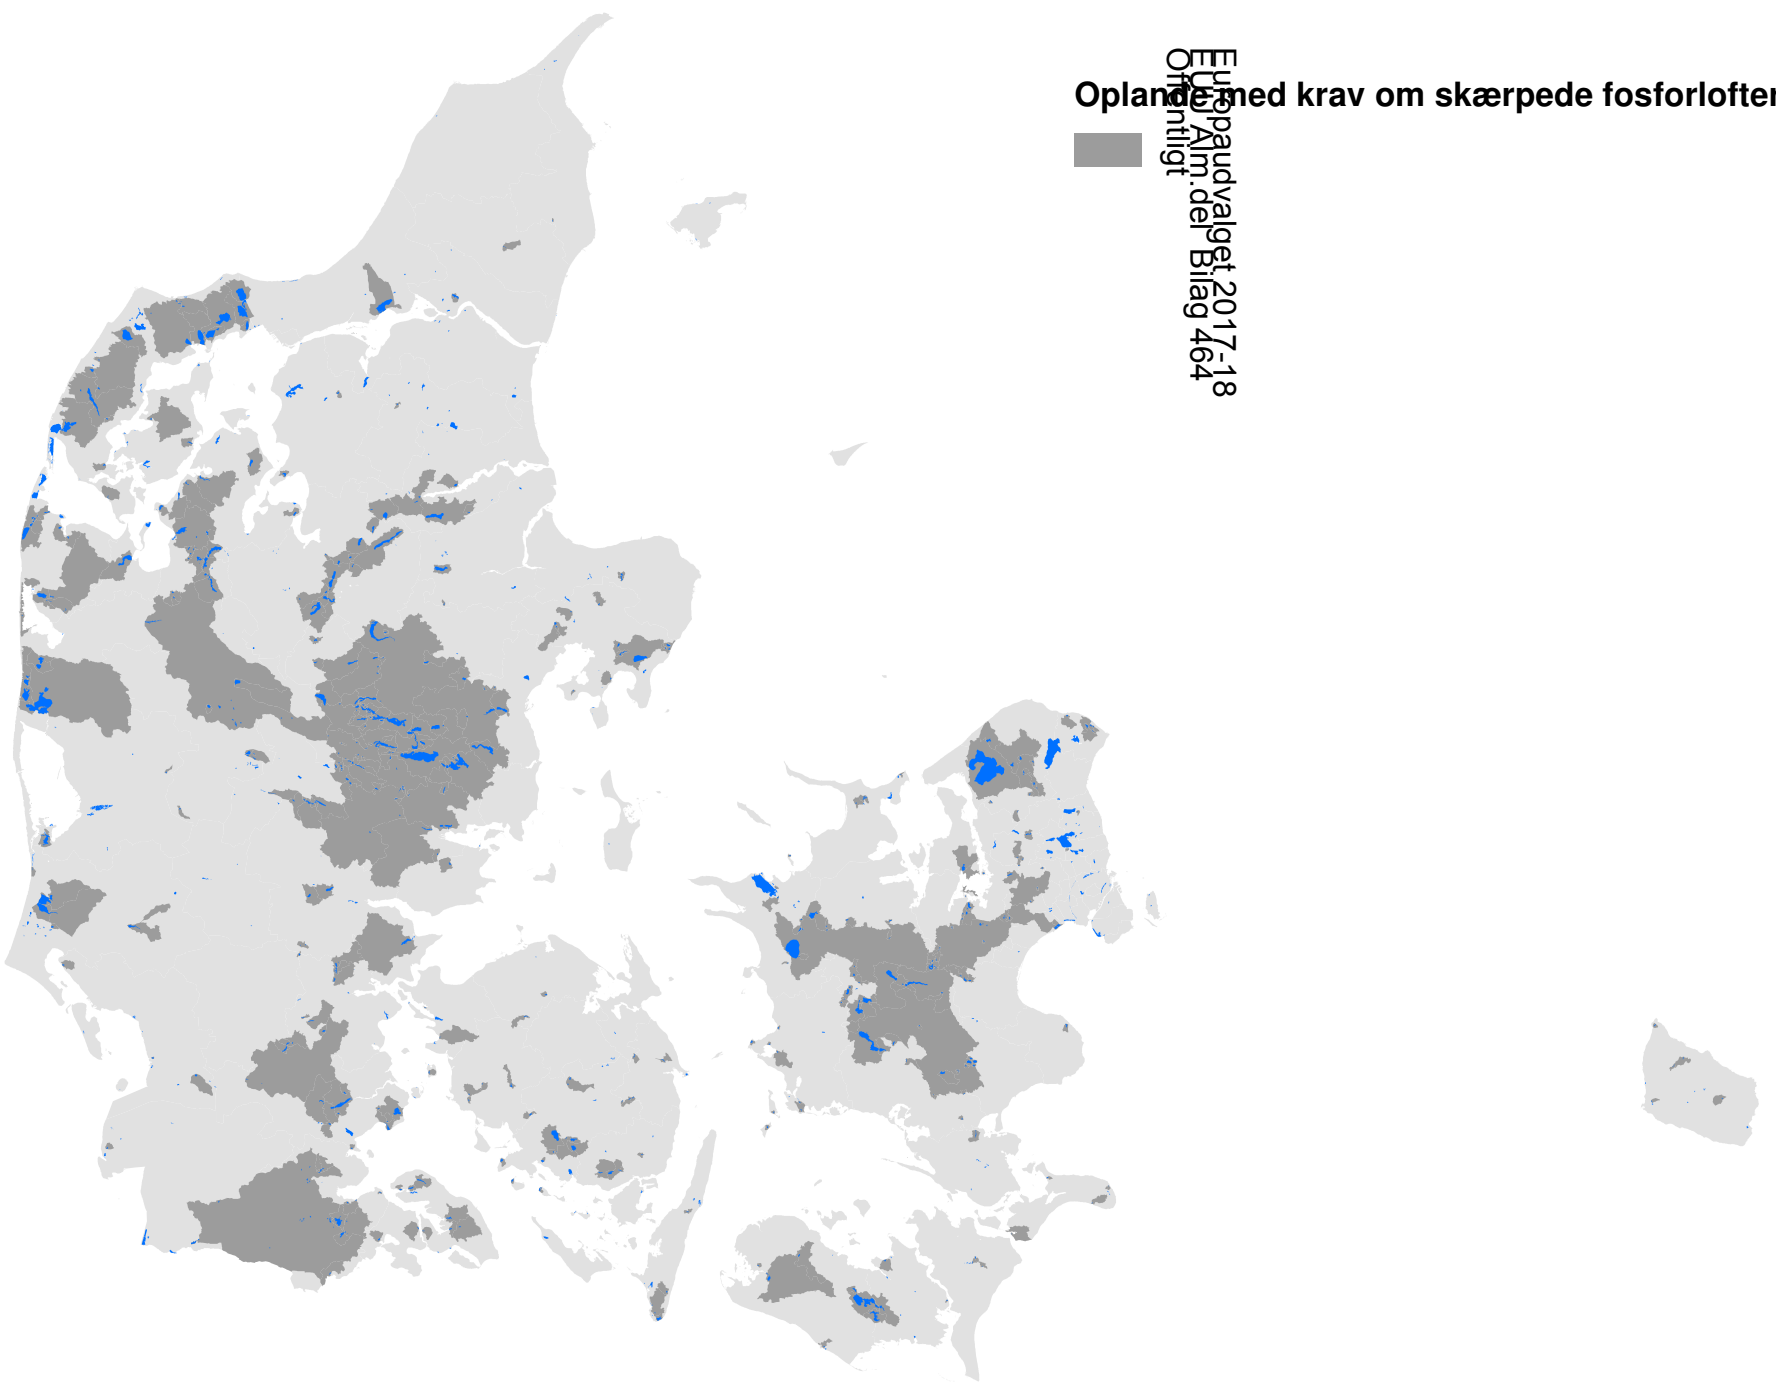 Oplande med krav om skærpede fosforlofter
Europaudvalget 2017-18
EUU Alm.del Bilag 464
Offentligt